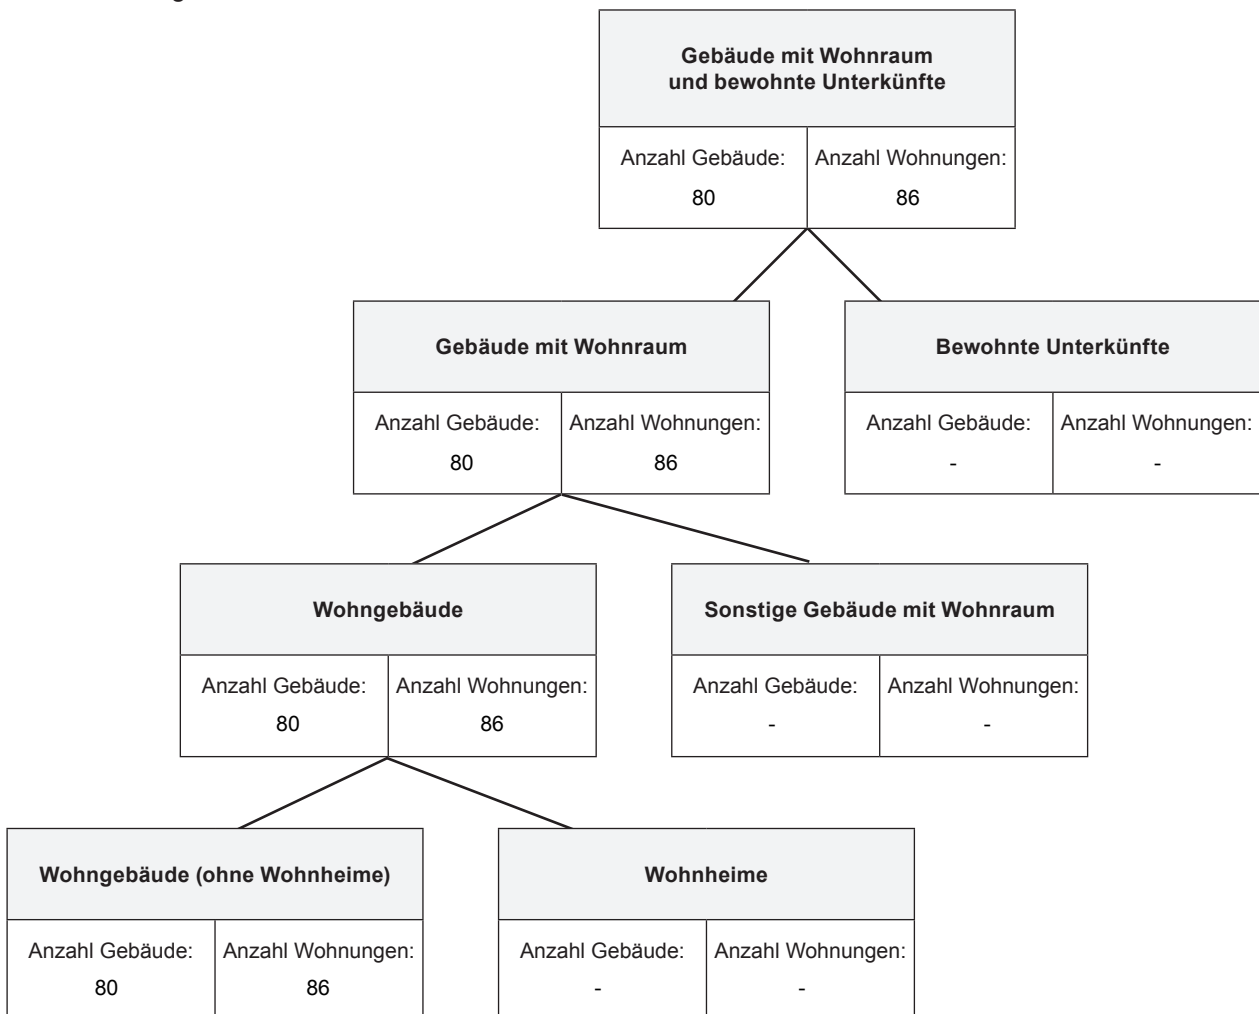 Gebäude mit Wohnraum
und bewohnte Unterkünfte
Anzahl Gebäude: Anzahl Wohnungen:
80 86
Gebäude mit Wohnraum
Anzahl Gebäude: Anzahl Wohnungen:
80 86
Bewohnte Unterkünfte
Anzahl Gebäude: Anzahl Wohnungen:
- -
Wohngebäude
Anzahl Gebäude: Anzahl Wohnungen:
80 86
Sonstige Gebäude mit Wohnraum
Anzahl Gebäude: Anzahl Wohnungen:
- -
Wohngebäude (ohne Wohnheime)
Anzahl Gebäude: Anzahl Wohnungen:
80 86
Wohnheime
Anzahl Gebäude: Anzahl Wohnungen:
- -